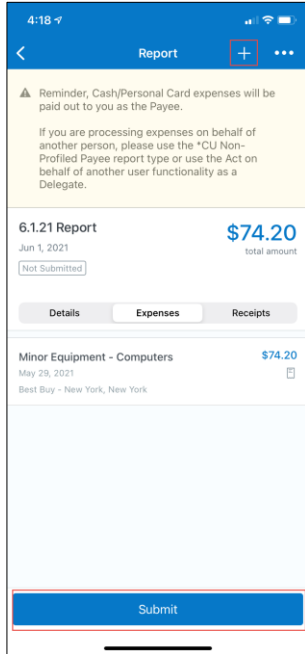 4:18
Report
Reminder, Cash/Personal Card expenses will be
paid out to you as the Payee.
If you are processing expenses on behalf of
another person, please use the *CU Non-
Profiled Payee report type or use the Act on
behalf of another user functionality as a
Delegate.
6.1.21 Report
$74.20
Jun 1, 2021
total amount
Not Submitted
Details Expenses Receipts
Minor Equipment - Computers $74.20
May 29, 2021
Best Buy - New York, New York
Submit